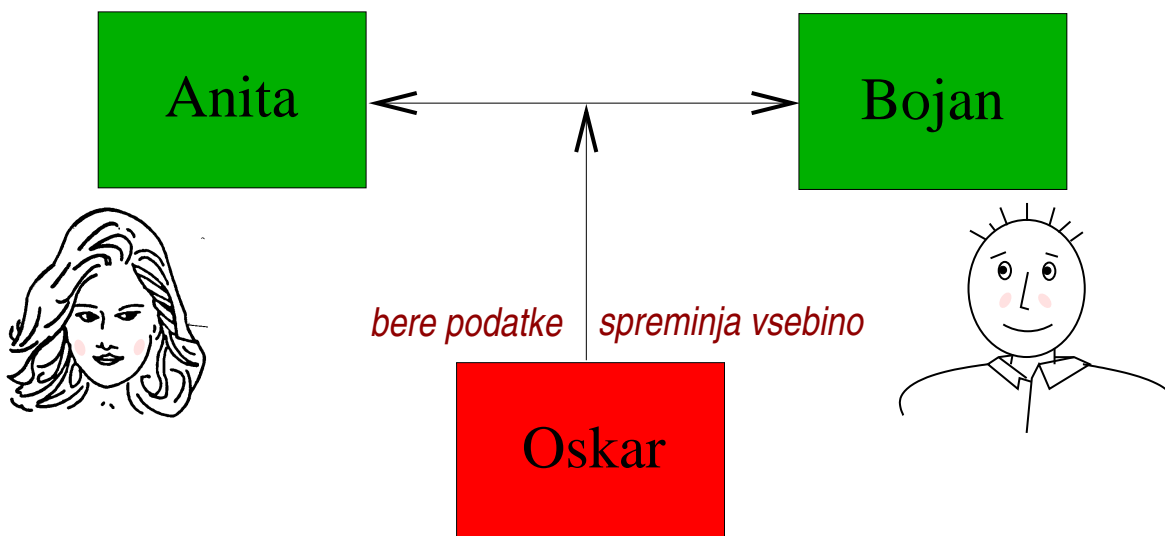 Anita
Bojan
bere podatke
spreminja vsebino
Oskar